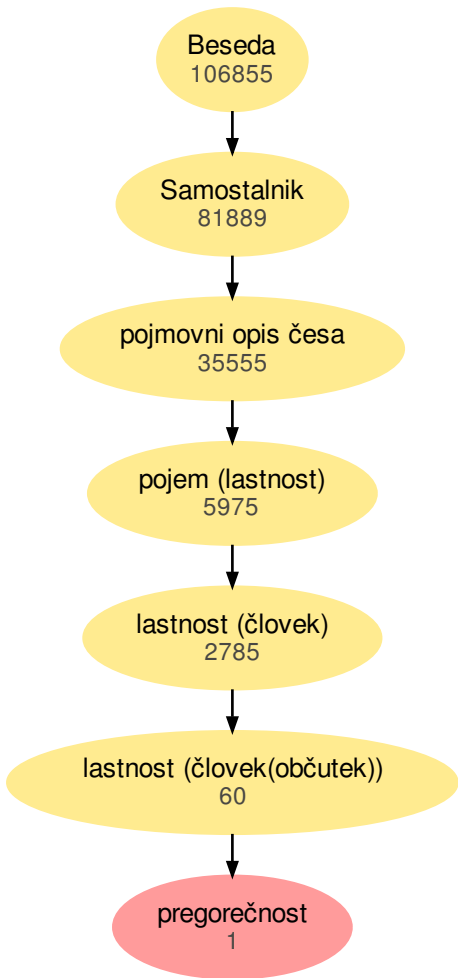 Beseda
106855
Samostalnik
81889
pojmovni opis česa
35555
pojem (lastnost)
5975
lastnost (človek)
2785
lastnost (človek(občutek))
60
pregorečnost
1